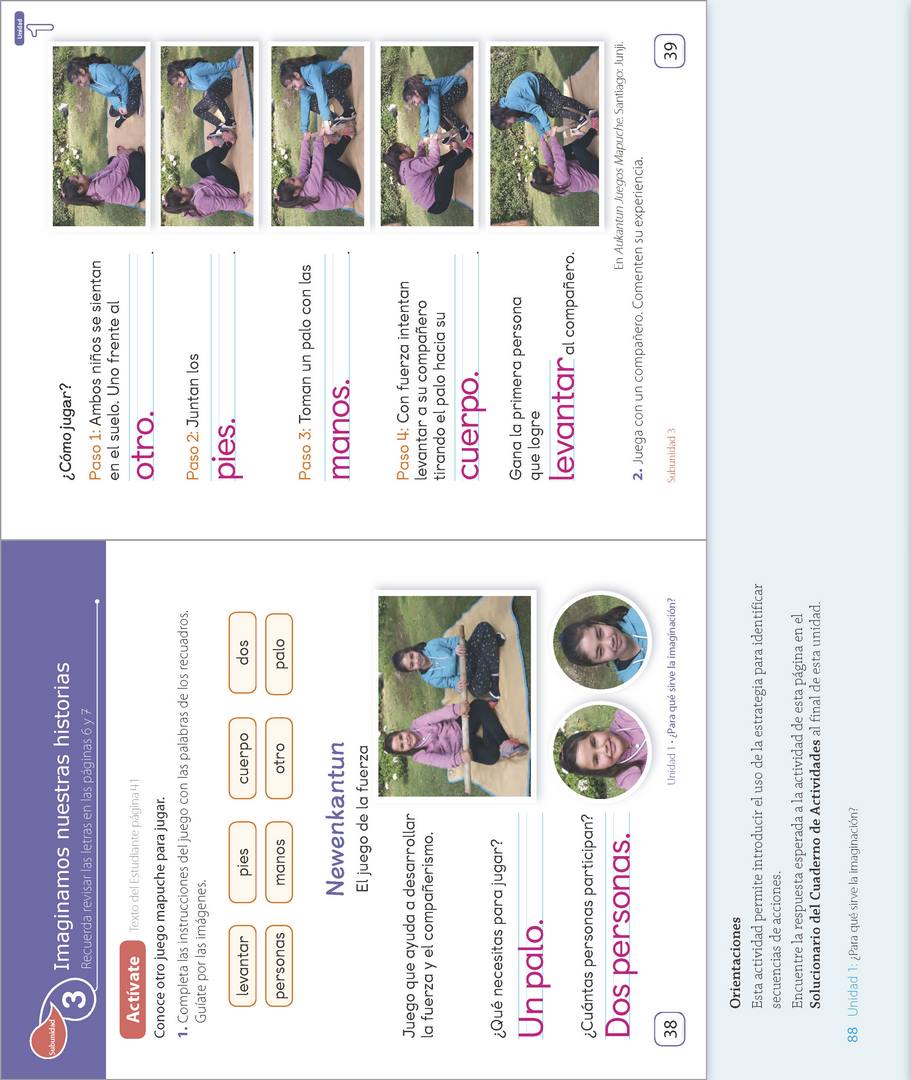 Subunidad
3
Imaginamos nuestras historias
Recuerda revisar las letras en las páginas 6 y 7
Actívate
Texto del Estudiante página 41
Conoce otro juego mapuche para jugar.
1. Completa las instrucciones del juego con las palabras de los recuadros.
Guíate por las imágenes.
levantar
pies
cuerpo
dos
personas
manos
otro
palo
Newenkantun
El juego de la fuerza
Juego que ayuda a desarrollar
la fuerza y el compañerismo.
¿Qué necesitas para jugar?
Un palo.
¿Cuántas personas participan?
Dos personas.
38
Unidad 1 • ¿Para qué sirve la imaginación?
Unidad
1
¿Cómo jugar?
Paso 1: Ambos niños se sientan
en el suelo. Uno frente al
otro. .
Paso 2: Juntan los
pies. .
Paso 3: Toman un palo con las
manos. .
Paso 4: Con fuerza intentan
levantar a su compañero
tirando el palo hacia su
cuerpo. .
Gana la primera persona
que logre
levantar al compañero.
En Aukantun Juegos Mapuche. Santiago: Junji.
2. Juega con un compañero. Comenten su experiencia.
Subunidad 3
39
Orientaciones
Esta actividad permite introducir el uso de la estrategia para identificar
secuencias de acciones.
Encuentre la respuesta esperada a la actividad de esta página en el
Solucionario del Cuaderno de Actividades al final de esta unidad.
88 Unidad 1: ¿Para qué sirve la imaginación?